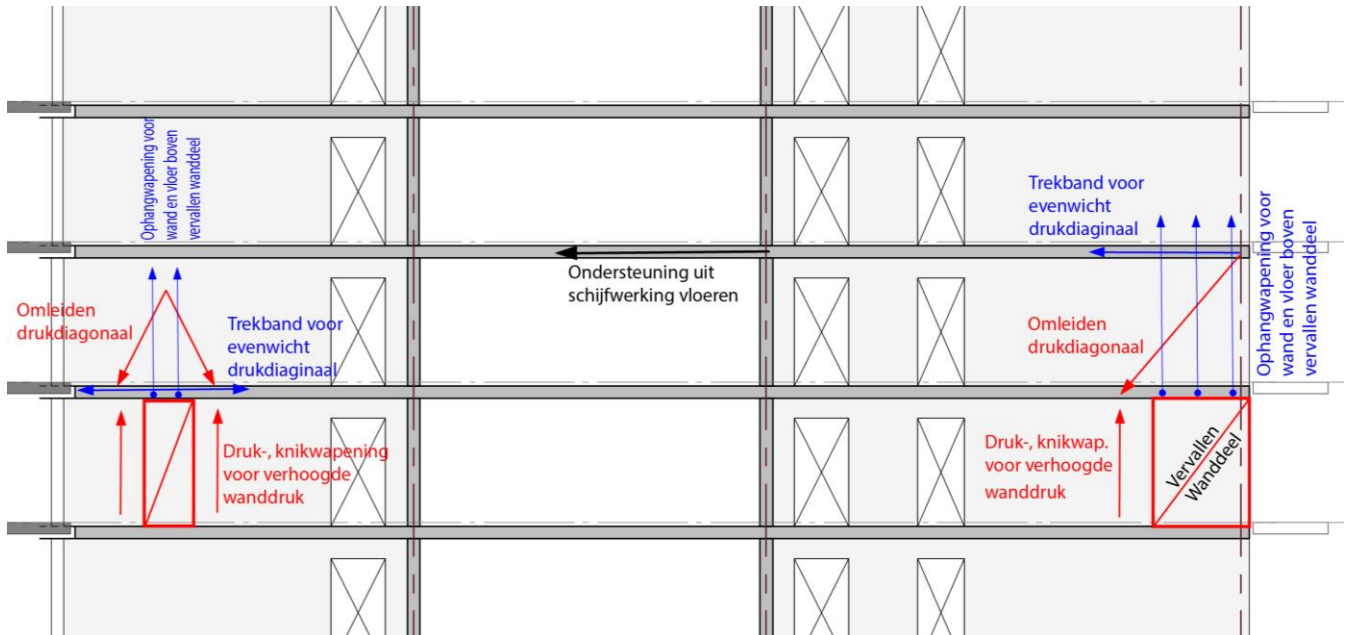 Ophangwapening voor
wand en vloer boven
vervallen wanddeel
Omleiden
drukdiagonaal
Trekband voor
evenwicht
drukdiaginaal
Druk-, knikwapening
voor verhoogde
wanddruk
Ondersteuning uit
schijfwerking vloeren
Trekband voor
evenwicht
drukdiaginaal
Omleiden
drukdiagonaal
Druk-, knikwap.
voor verhoogde
wanddruk
Vervallen
Wanddeel
Ophangwapening voor
wand en vloer boven
vervallen wanddeel